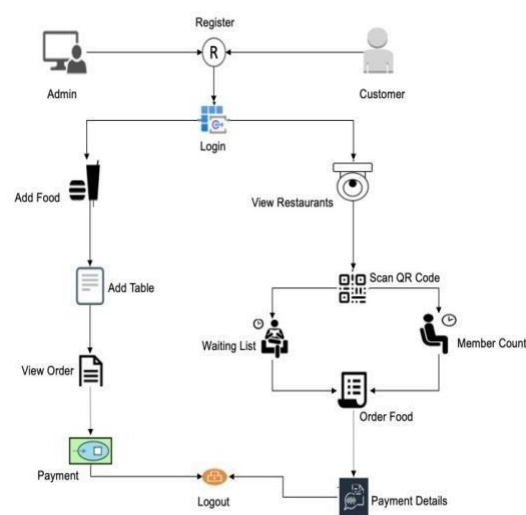 Register
R
Admin
Customer
Login
Add Food
View Restaurants
Scan QR Code
Add Table
Waiting List
Member Count
View Order
Order Food
Payment
Logout
Payment Details